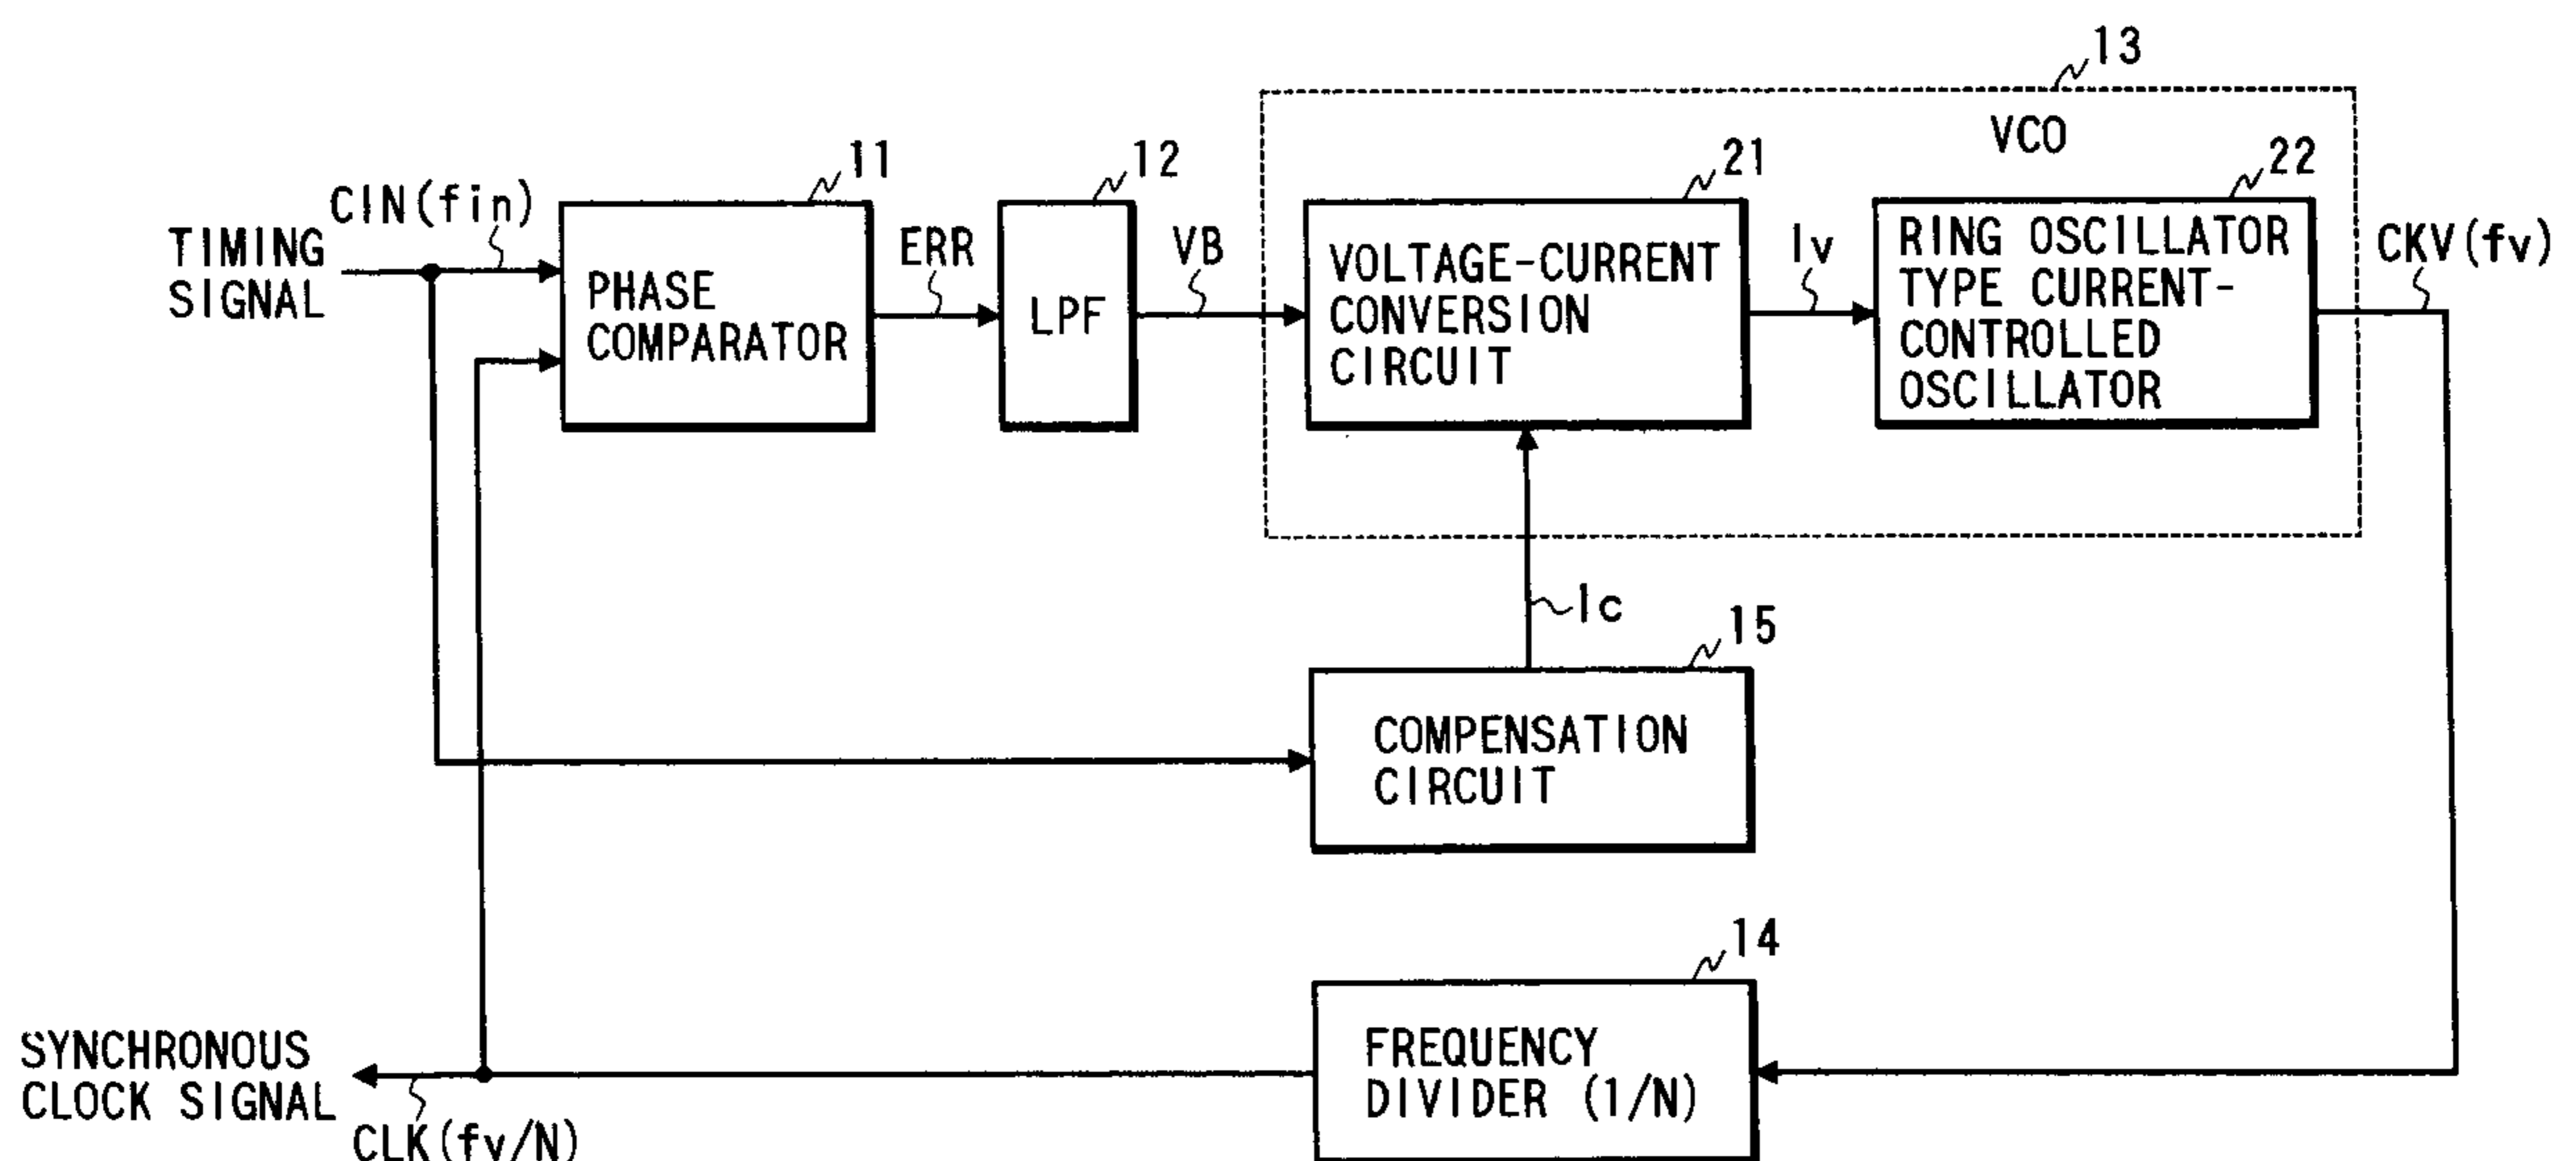 13
VCO
11
12
21
22
CIN(fin)
TIMING
SIGNAL
PHASE
COMPARATOR
ERR
LPF
VB
VOLTAGE-CURRENT
CONVERSION
CIRCUIT
Iv
RING OSCILLATOR
TYPE CURRENT-
CONTROLLED
OSCILLATOR
CKV(fv)
Ic
15
COMPENSATION
CIRCUIT
14
FREQUENCY
DIVIDER (1/N)
SYNCHRONOUS
CLOCK SIGNAL
CLK(fv/N)